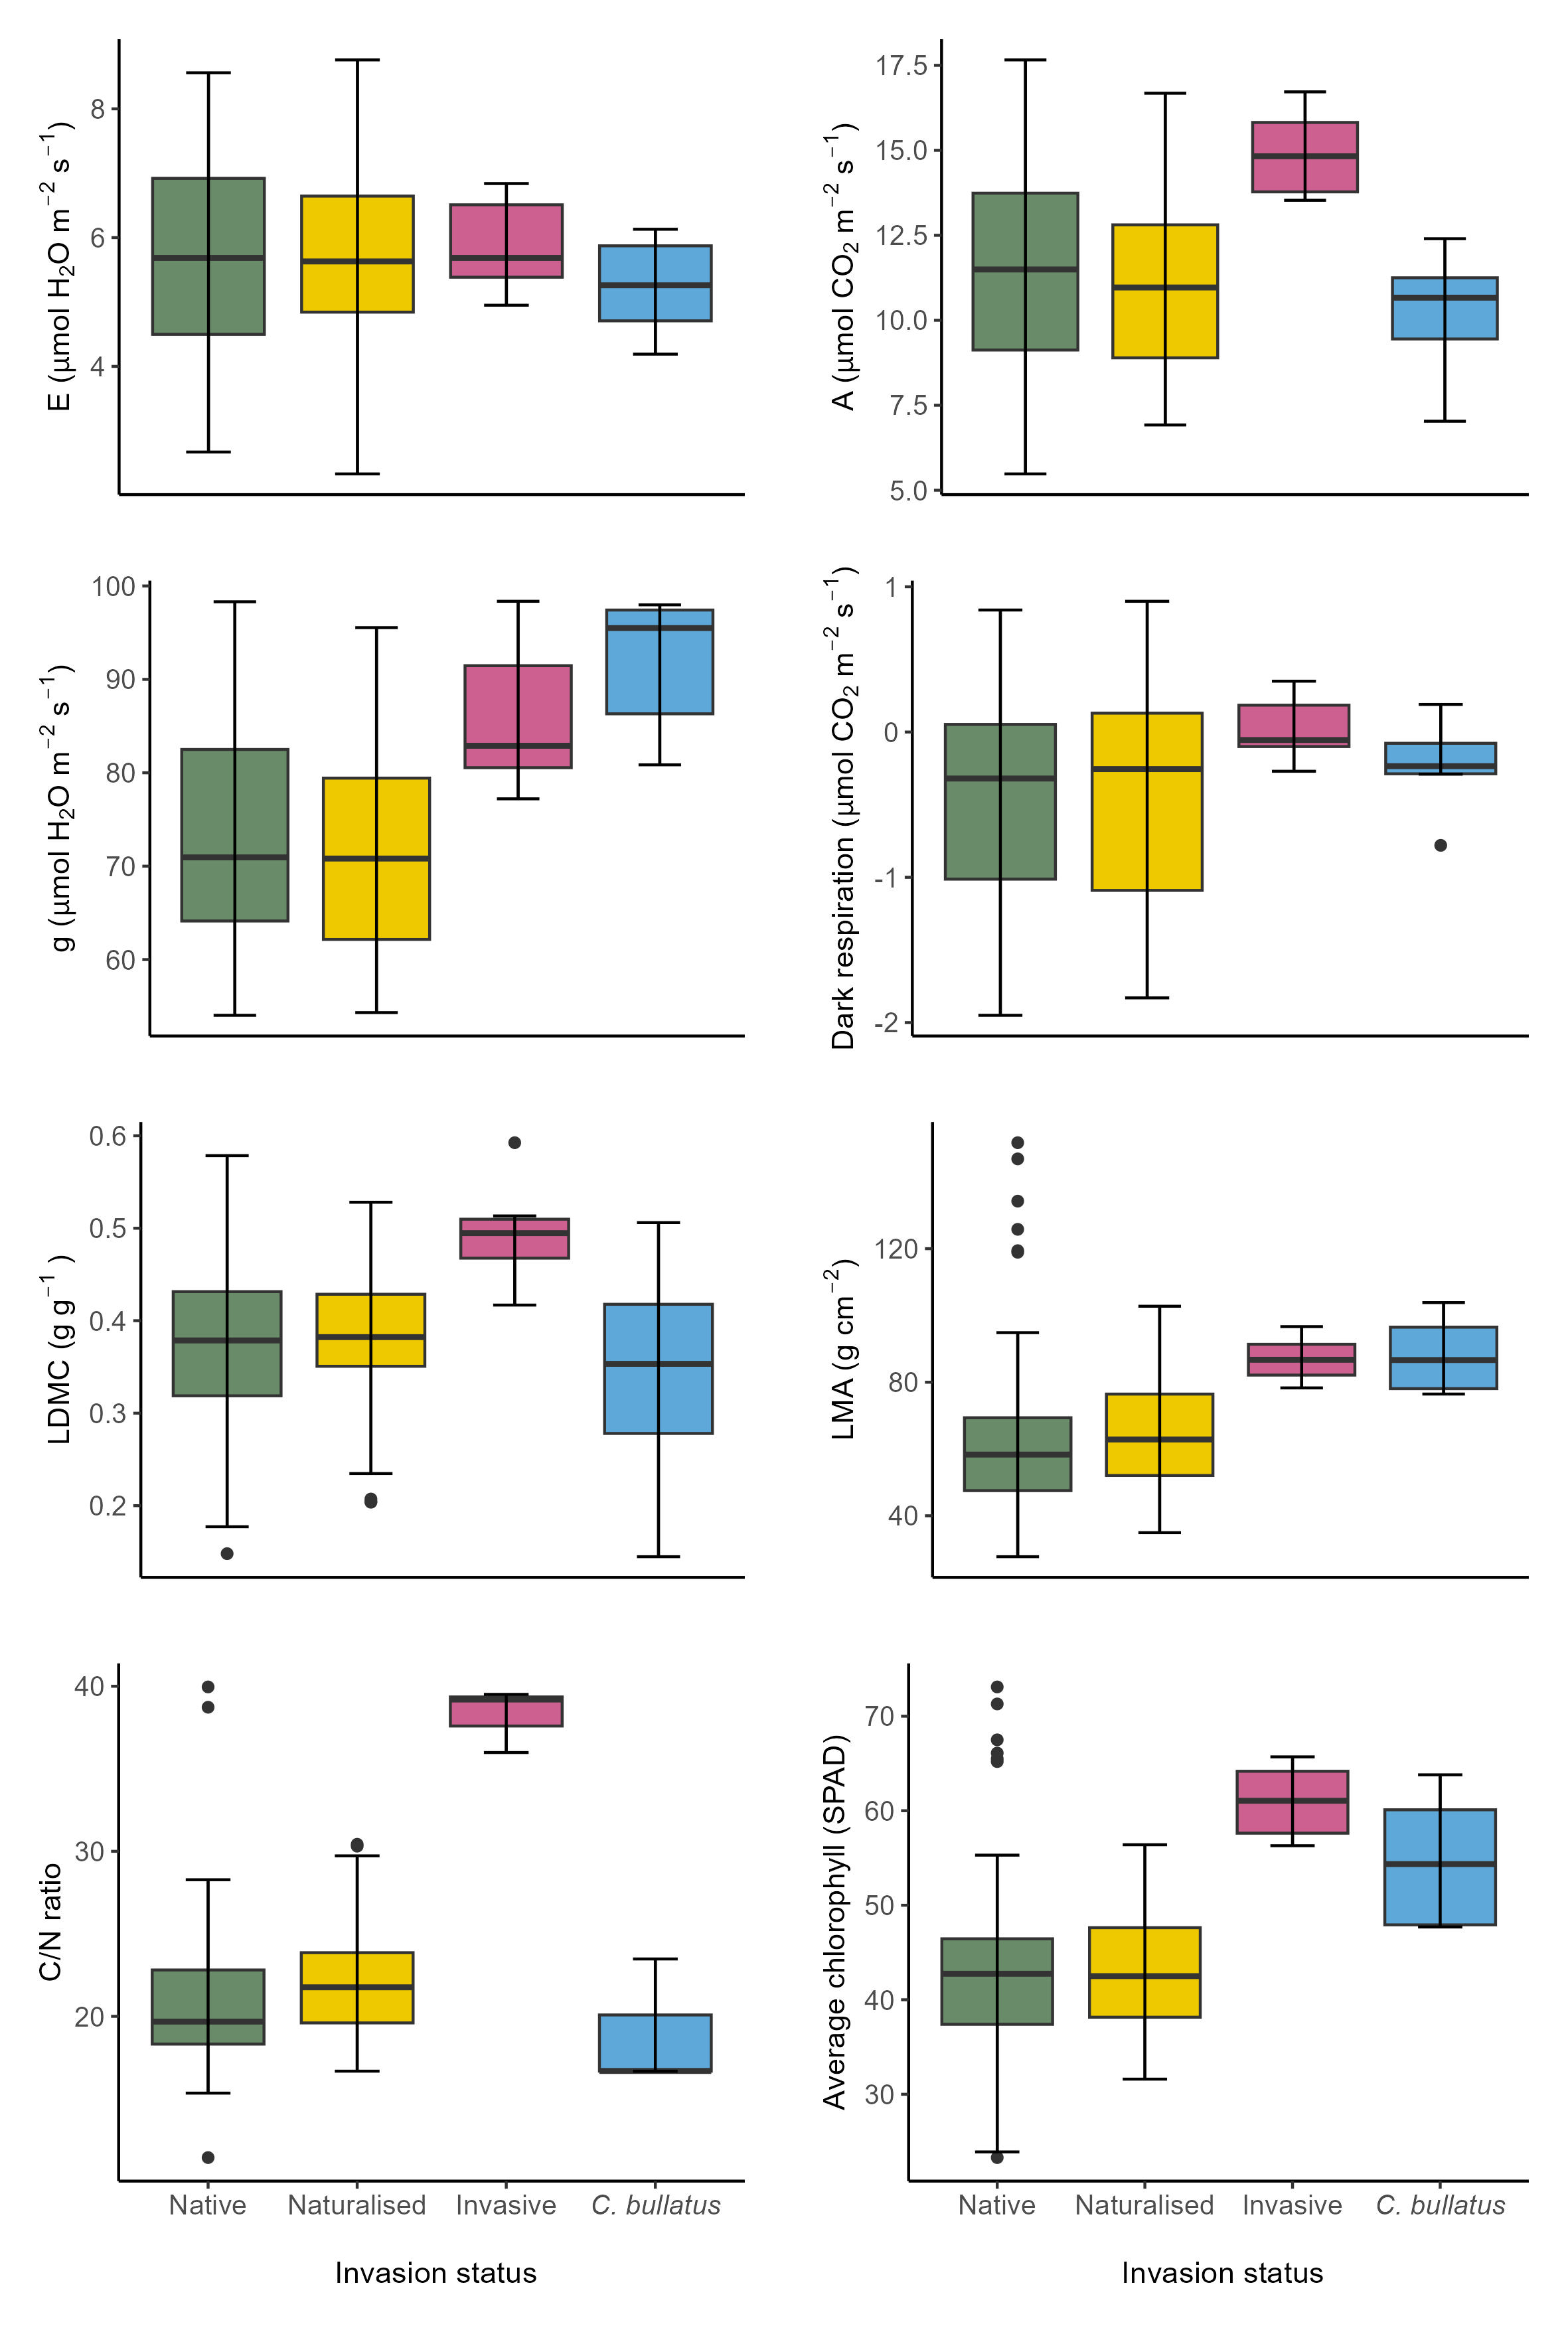 E (µmol H₂O m⁻² s⁻¹)
8
6
4
A (µmol CO₂ m⁻² s⁻¹)
17.5
15.0
12.5
10.0
7.5
5.0
g (µmol H₂O m⁻² s⁻¹)
100
90
80
70
60
Dark respiration (µmol CO₂ m⁻² s⁻¹)
1
0
-1
-2
LDMC (g g⁻¹ )
0.6
0.5
0.4
0.3
0.2
LMA (g cm⁻²)
120
80
40
C/N ratio
40
30
20
Native Naturalised Invasive C. bullatus
Invasion status
Average chlorophyll (SPAD)
70
60
50
40
30
Native Naturalised Invasive C. bullatus
Invasion status